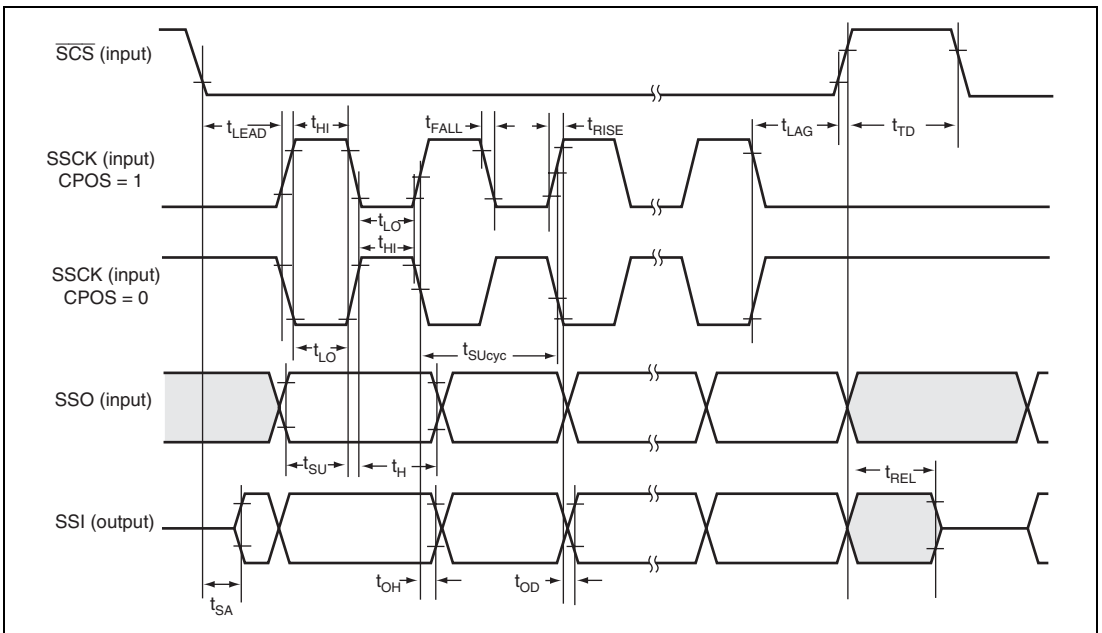 SCS (input)
tLEAD
tHI
tFALL
tRISE
tLAG
tTD
SSCK (input)
CPOS = 1
tLO
tHI
SSCK (input)
CPOS = 0
tLO
tSUcyc
SSO (input)
tSU
tH
tREL
SSI (output)
tOH
tOD
tSA